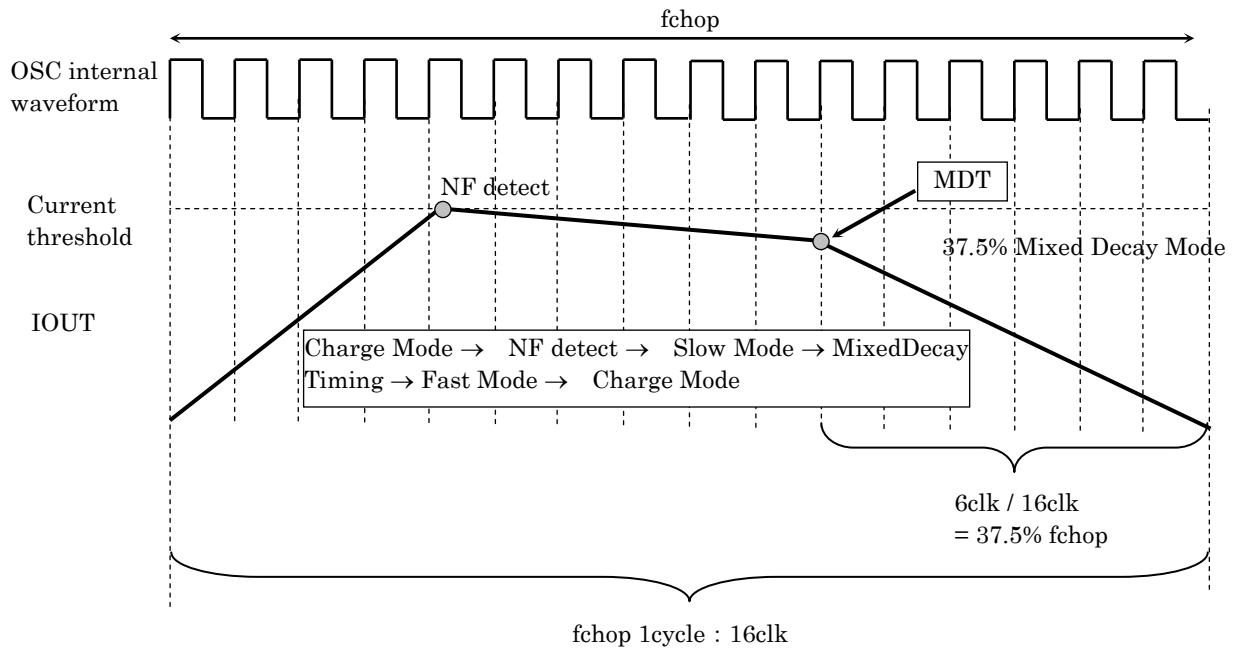 fchop
OSC internal
waveform
NF detect
MDT
Current
threshold
37.5% Mixed Decay Mode
IOUT
Charge Mode → NF detect → Slow Mode → MixedDecay
Timing → Fast Mode → Charge Mode
6clk / 16clk
= 37.5% fchop
fchop 1cycle : 16clk